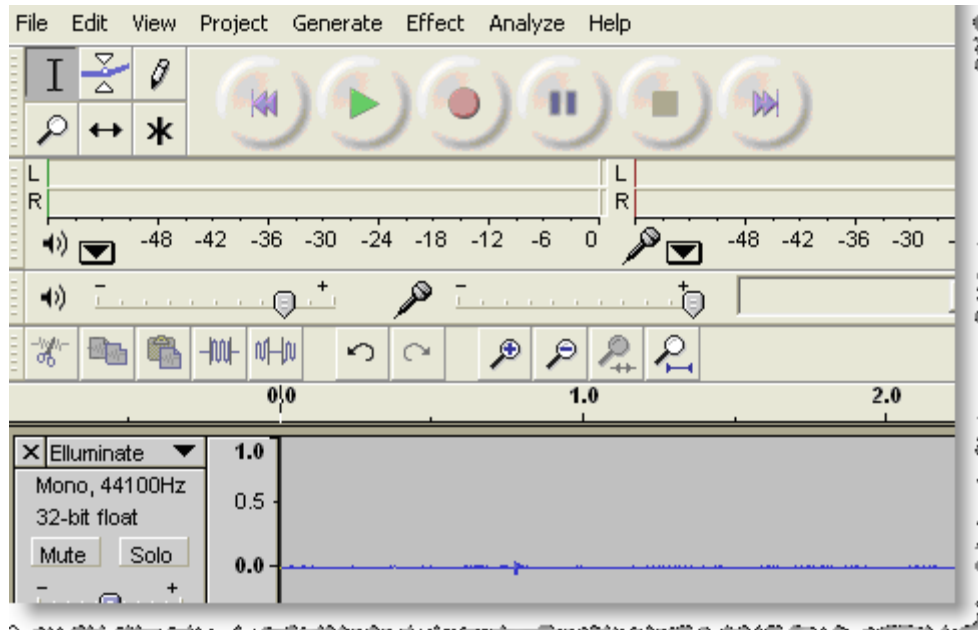 File Edit View Project Generate Effect Analyze Help
L L
R R
-48 -42 -36 -30 -24 -18 -12 -6 0 -48 -42 -36 -30 -
- + - +
0.0 1.0 2.0
X Elluminate 1.0
Mono, 44100Hz
0.5
32-bit float
Mute Solo 0.0
- +